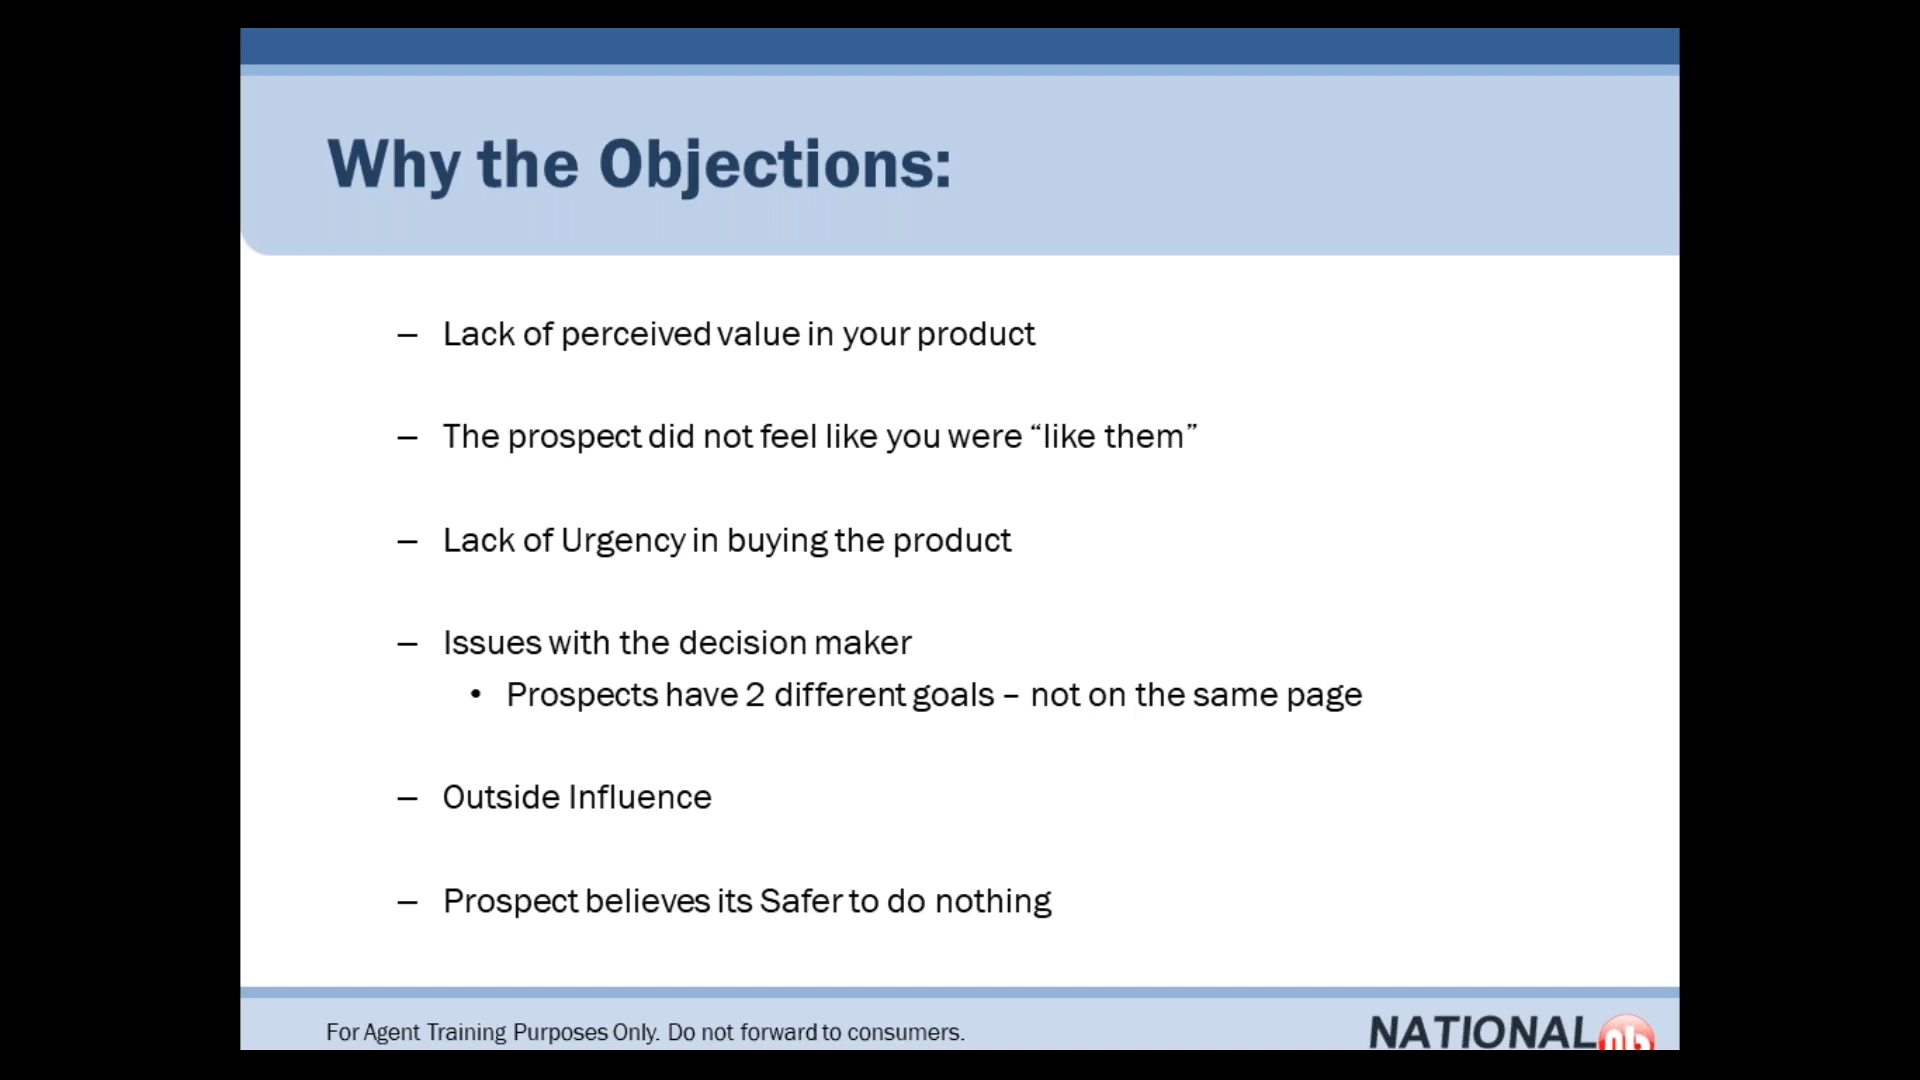 Why the Objections:
– Lack of perceived value in your product
– The prospect did not feel like you were “like them”
– Lack of Urgency in buying the product
– Issues with the decision maker
• Prospects have 2 different goals – not on the same page
– Outside Influence
– Prospect believes its Safer to do nothing
For Agent Training Purposes Only. Do not forward to consumers.
NATIONAL nb